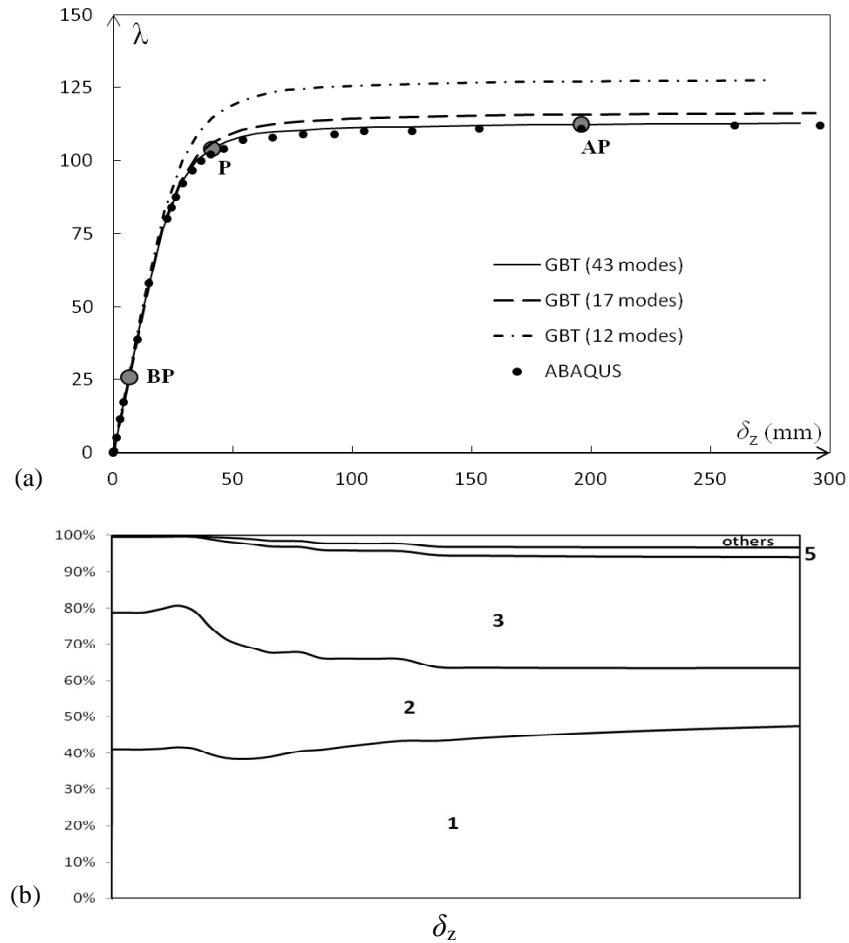 150
λ
125
100
75
50
25
0
P
AP
BP
GBT (43 modes)
GBT (17 modes)
GBT (12 modes)
ABAQUS
δz (mm)
0 50 100 150 200 250 300
(a)
100%
90%
80%
70%
60%
50%
40%
30%
20%
10%
0%
others
5
3
2
1
(b)
δz